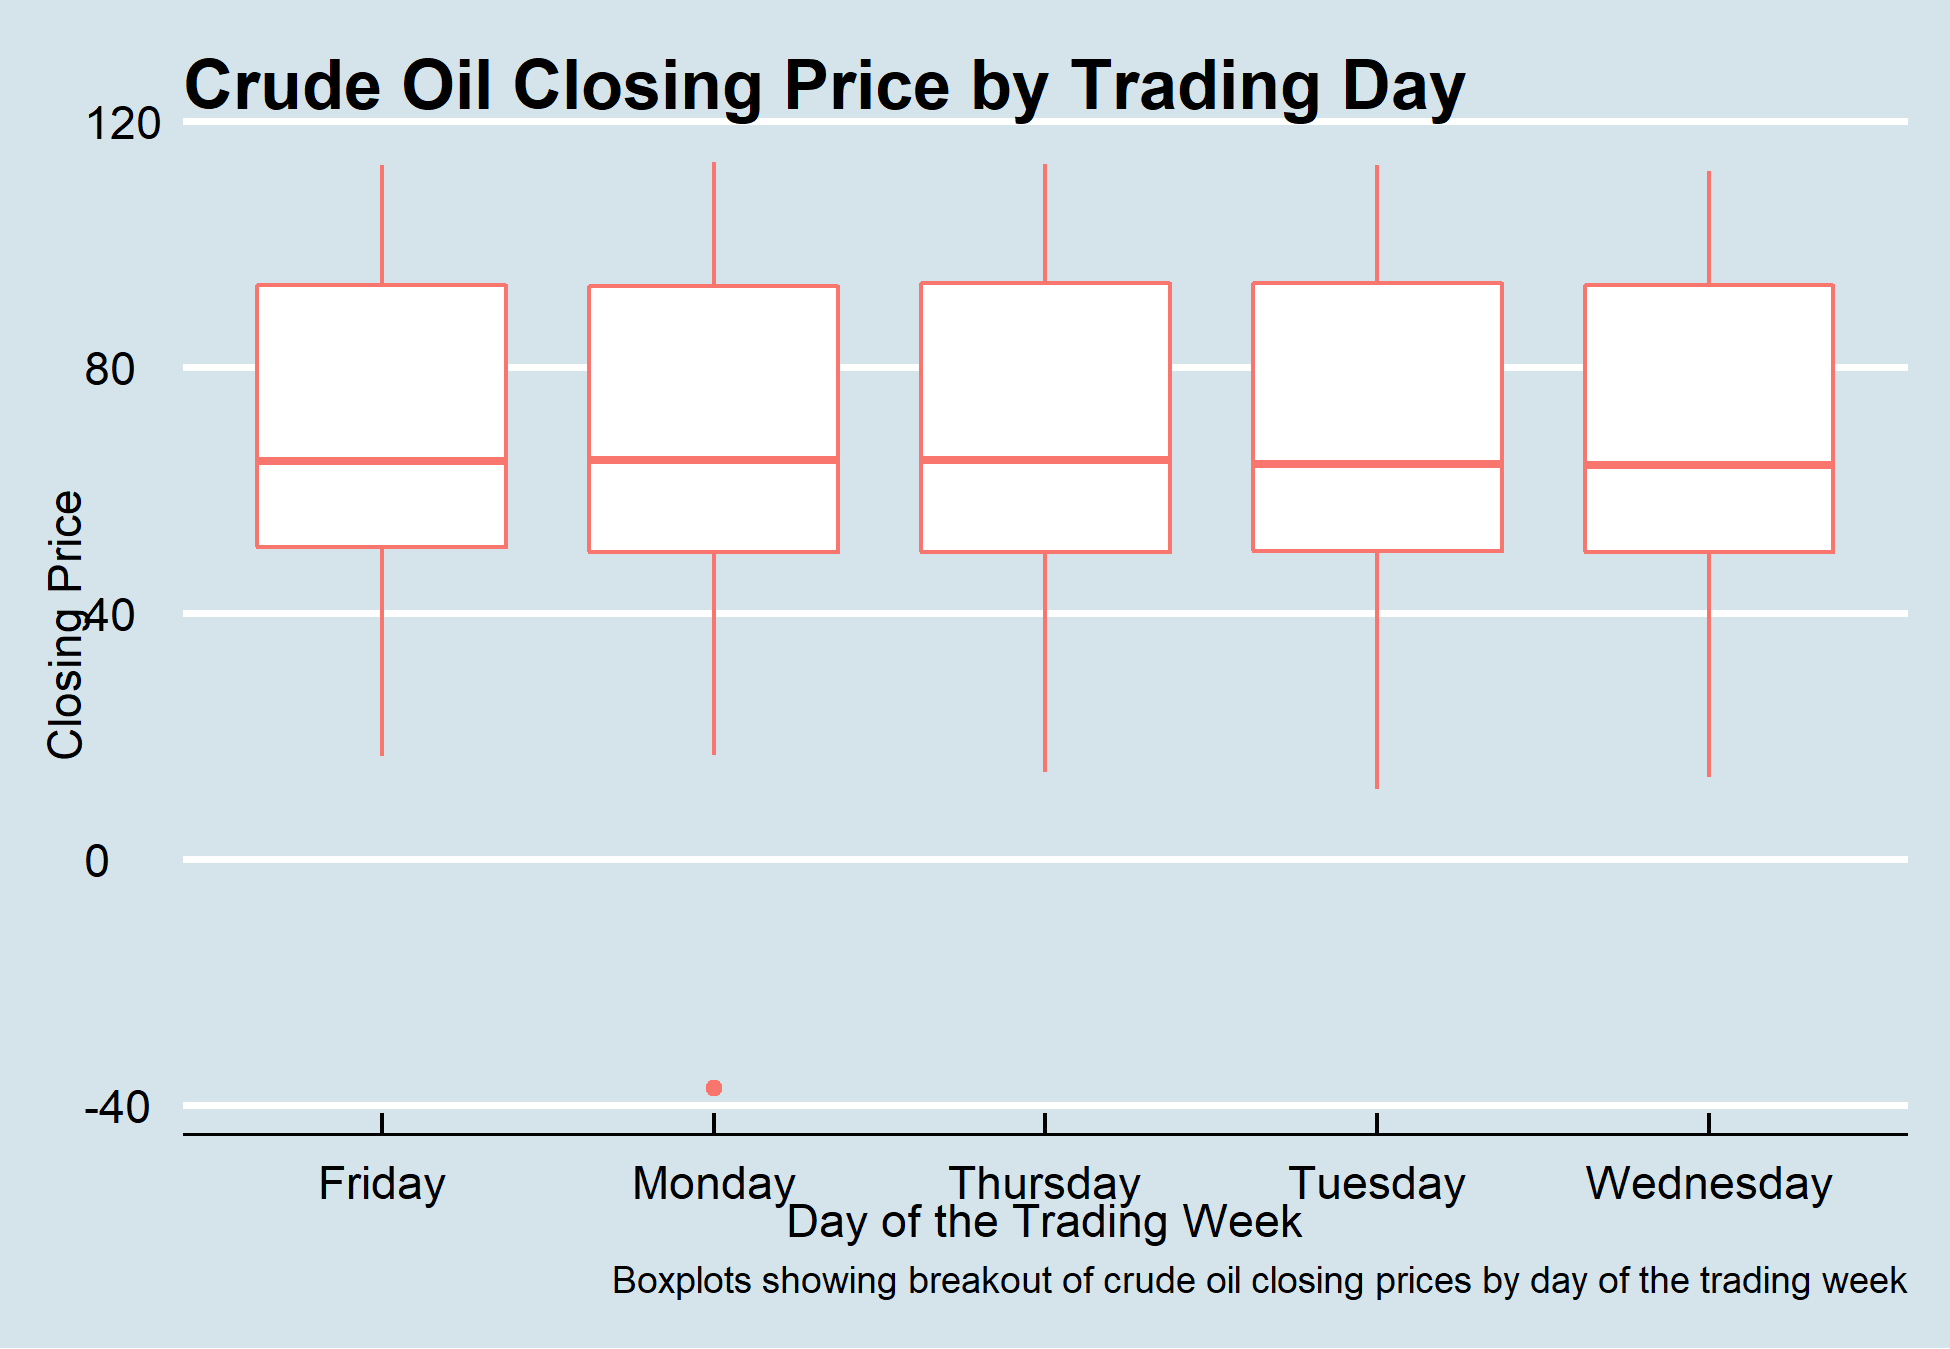 Crude Oil Closing Price by Trading Day
120
80
40
0
-40
Closing Price
Friday Monday Thursday Tuesday Wednesday
Day of the Trading Week
Boxplots showing breakout of crude oil closing prices by day of the trading week